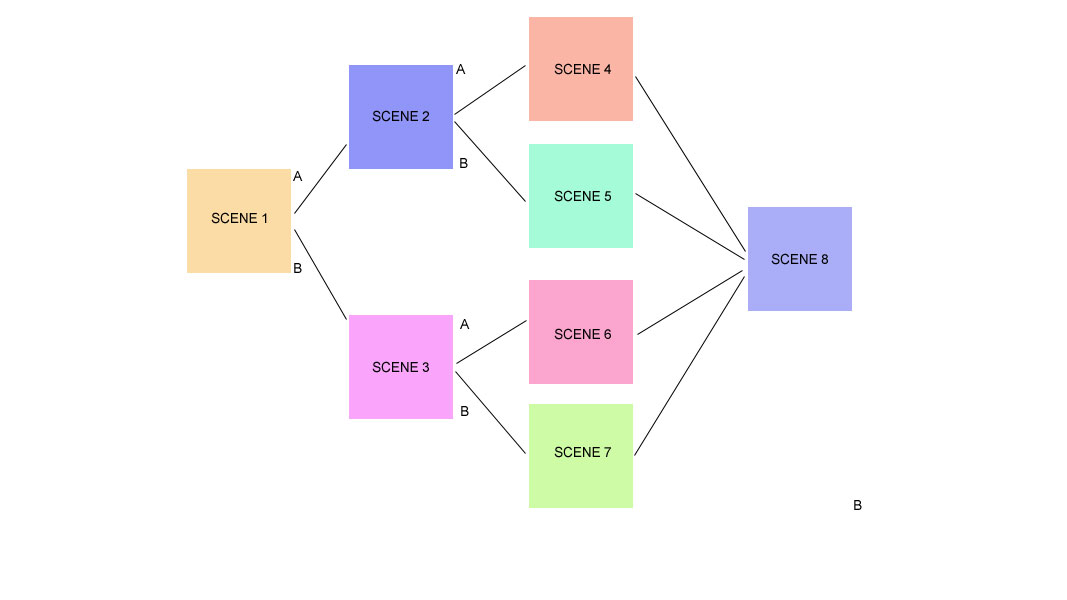 A
SCENE 4
SCENE 2
B
A
SCENE 5
SCENE 1
SCENE 8
B
A
SCENE 6
SCENE 3
B
SCENE 7
B